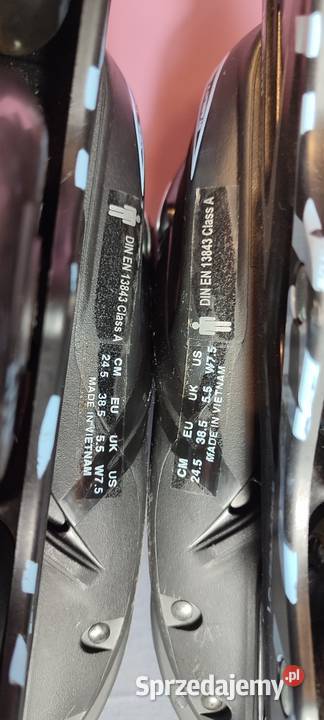 DIN EN 13843 Class A
CM EU UK US
24.5 38.5 5.5 W7.5
MADE IN VIETNAM
DIN EN 13843 Class A
CM EU UK US
24.5 38.5 5.5 W7.5
MADE IN VIETNAM
Sprzedajemy.pl